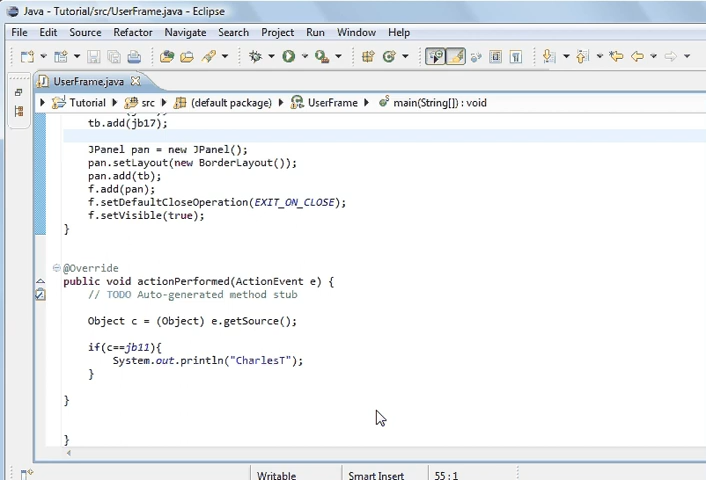 Java - Tutorial/src/UserFrame.java - Eclipse
File Edit Source Refactor Navigate Search Project Run Window Help
UserFrame.java
Tutorial src (default package) UserFrame main(String[]) : void
tb.add(jb17);
JPanel pan = new JPanel();
pan.setLayout(new BorderLayout());
pan.add(tb);
f.add(pan);
f.setDefaultCloseOperation(EXIT_ON_CLOSE);
f.setVisible(true);
}
@Override
public void actionPerformed(ActionEvent e) {
// TODO Auto-generated method stub
Object c = (Object) e.getSource();
if(c==jb11){
System.out.println("CharlesT");
}
}
}
Writable Smart Insert 55 : 1